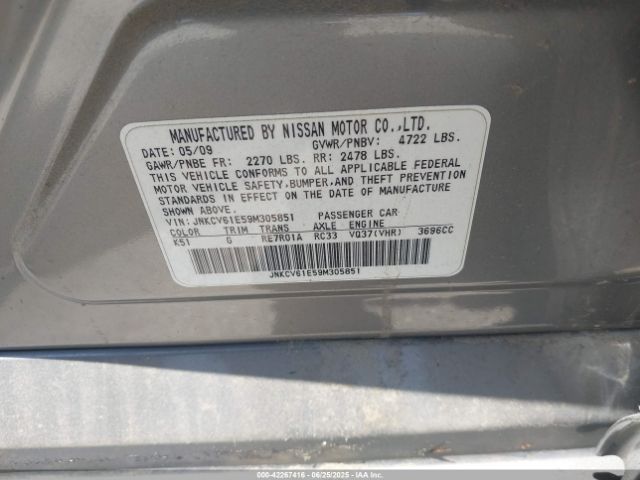 MANUFACTURED BY NISSAN MOTOR CO.,LTD.
DATE: 05/09 GVWR/PNBV: 4722 LBS.
GAWR/PNBE FR: 2270 LBS. RR: 2478 LBS.
THIS VEHICLE CONFORMS TO ALL APPLICABLE FEDERAL
MOTOR VEHICLE SAFETY, BUMPER, AND THEFT PREVENTION
STANDARDS IN EFFECT ON THE DATE OF MANUFACTURE
SHOWN ABOVE.
VIN: JNKCV61E59M305851 PASSENGER CAR
COLOR TRIM TRANS AXLE ENGINE
K51 G RE7R01A RC33 VQ37(VHR) 3696CC
JNKCV61E59M305851
000-42267416 - 06/25/2025 - IAAI.COM